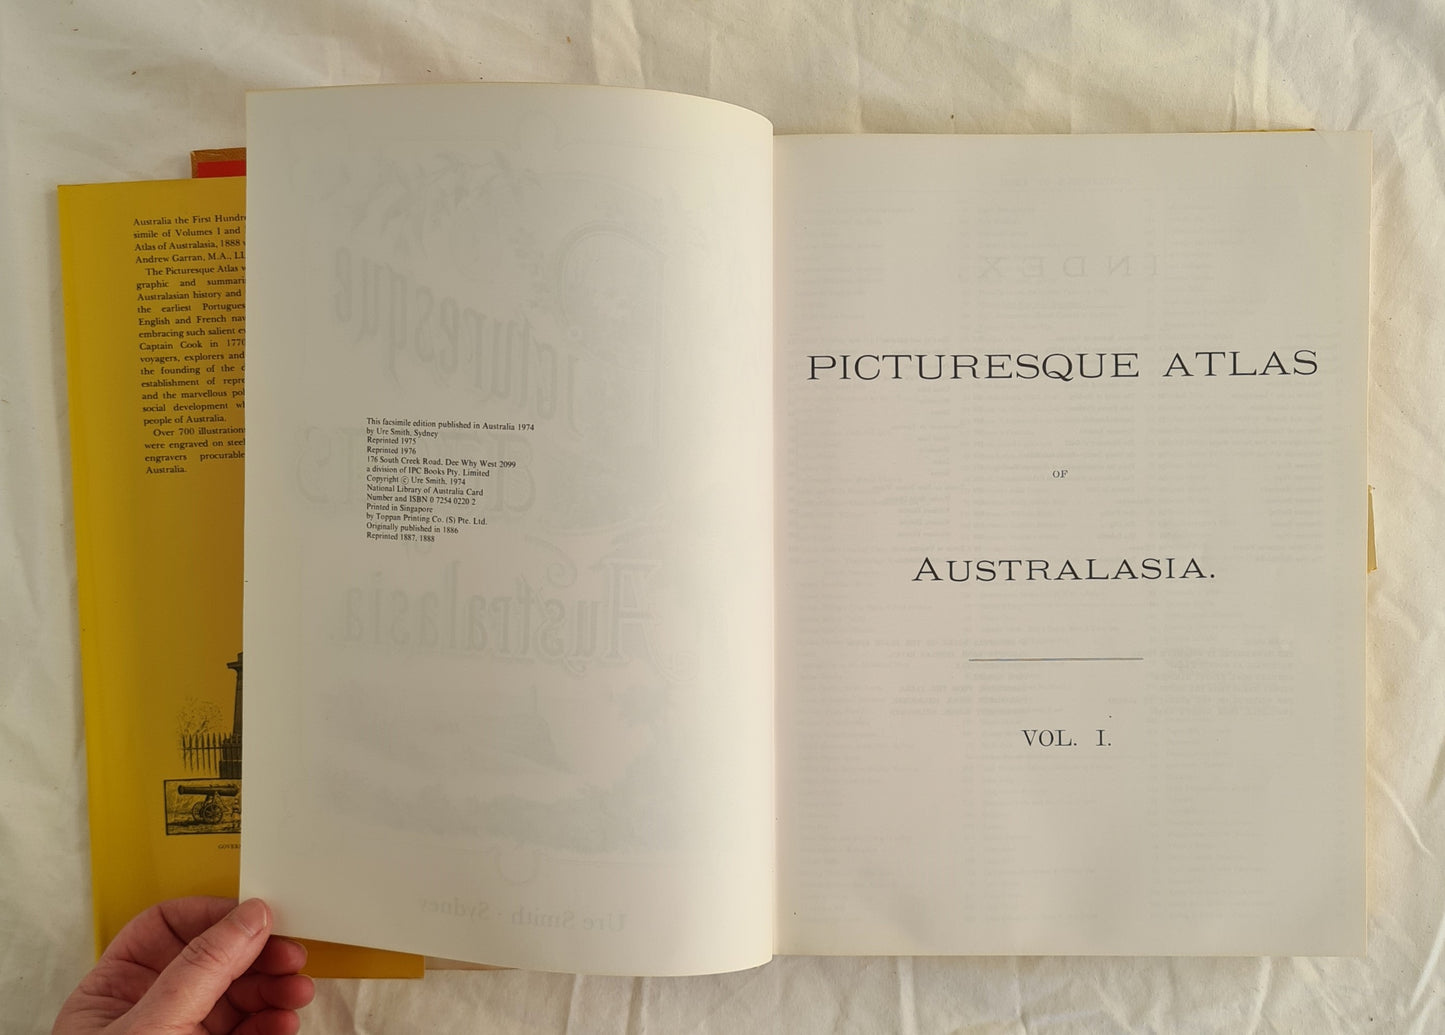 Australia the First Hundre
simile of Volumes I and
Atlas of Australasia, 1888
Andrew Garran, M.A., LL
The Picturesque Atlas
graphic and summari
Australasian history and
the earliest Portugues
English and French nav
embracing such salient
Captain Cook in 1770
voyagers, explorers and
the founding of the
establishment of repre
and the marvellous pol
social development
people of Australia.
Over 700 illustrations
were engraved on steel
engravers procurable
Australia.
GOVER
This facsimile edition published in Australia 1974
by Ure Smith, Sydney
Reprinted 1975
Reprinted 1976
176 South Creek Road, Dee Why West 2099
a division of IPC Books Pty. Limited
Copyright © Ure Smith, 1974
National Library of Australia Card
Number and ISBN 0 7254 0220 2
Printed in Singapore
by Toppan Printing Co. (S) Pte. Ltd.
Originally published in 1886
Reprinted 1887, 1888
PICTURESQUE ATLAS
OF
AUSTRALASIA.
VOL. I.